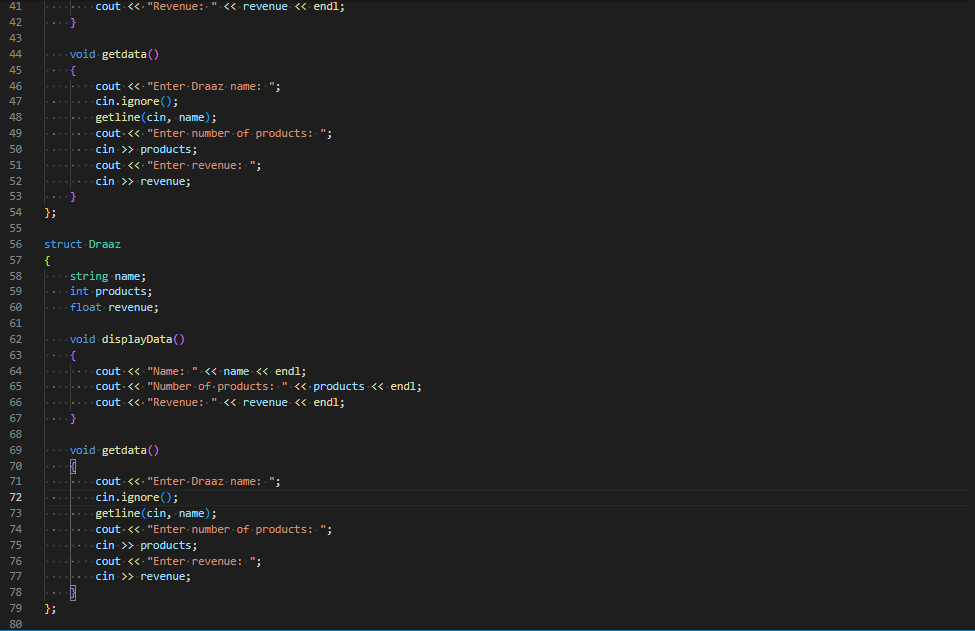 41 cout << "Revenue: " << revenue << endl;
42 }
43
44 void getdata()
45 {
46 cout << "Enter Draaz name: ";
47 cin.ignore();
48 getline(cin, name);
49 cout << "Enter number of products: ";
50 cin >> products;
51 cout << "Enter revenue: ";
52 cin >> revenue;
53 }
54 };
55
56 struct Draaz
57 {
58 string name;
59 int products;
60 float revenue;
61
62 void displayData()
63 {
64 cout << "Name: " << name << endl;
65 cout << "Number of products: " << products << endl;
66 cout << "Revenue: " << revenue << endl;
67 }
68
69 void getdata()
70 {
71 cout << "Enter Draaz name: ";
72 cin.ignore();
73 getline(cin, name);
74 cout << "Enter number of products: ";
75 cin >> products;
76 cout << "Enter revenue: ";
77 cin >> revenue;
78 }
79 };
80